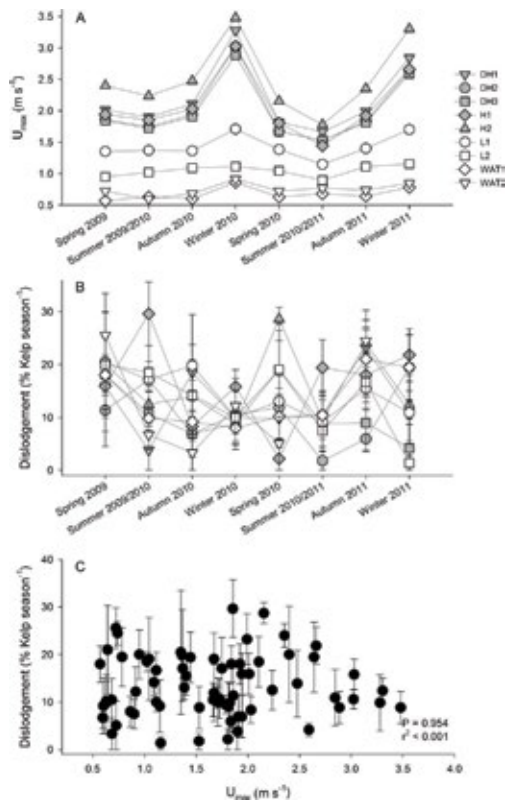 A
3.5
3.0
2.5
2.0
1.5
1.0
0.5
U max (m s-1)
DH1
DH2
DH3
H1
H2
L1
L2
WAT1
WAT2
Spring 2009
Summer 2009/2010
Autumn 2010
Winter 2010
Spring 2010
Summer 2010/2011
Autumn 2011
Winter 2011
B
30
20
10
0
Dislodgement (% Kelp season-1)
Spring 2009
Summer 2009/2010
Autumn 2010
Winter 2010
Spring 2010
Summer 2010/2011
Autumn 2011
Winter 2011
C
40
30
20
10
0
Dislodgement (% Kelp season-1)
P = 0.954
r2 < 0.001
0.5 1.0 1.5 2.0 2.5 3.0 3.5 4.0
U max (m s-1)